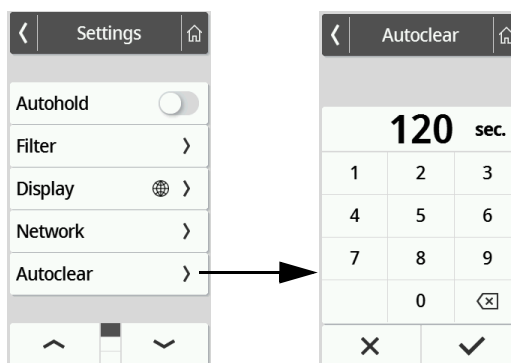 Settings
Autohold
Filter
Display
Network
Autoclear
Autoclear
120 sec.
1 2 3
4 5 6
7 8 9
0